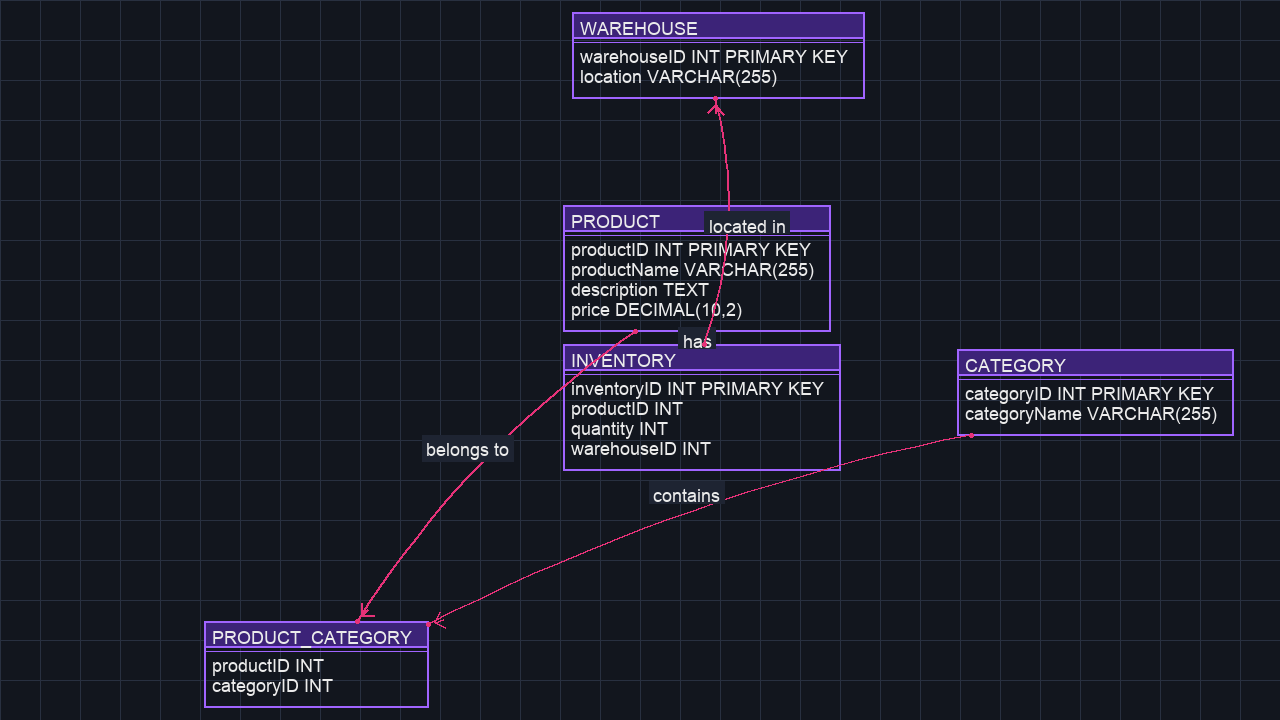 WAREHOUSE
warehouseID INT PRIMARY KEY
location VARCHAR(255)
PRODUCT
located in
productID INT PRIMARY KEY
productName VARCHAR(255)
description TEXT
price DECIMAL(10,2)
has
INVENTORY
inventoryID INT PRIMARY KEY
productID INT
quantity INT
warehouseID INT
CATEGORY
categoryID INT PRIMARY KEY
categoryName VARCHAR(255)
belongs to
contains
PRODUCT_CATEGORY
productID INT
categoryID INT